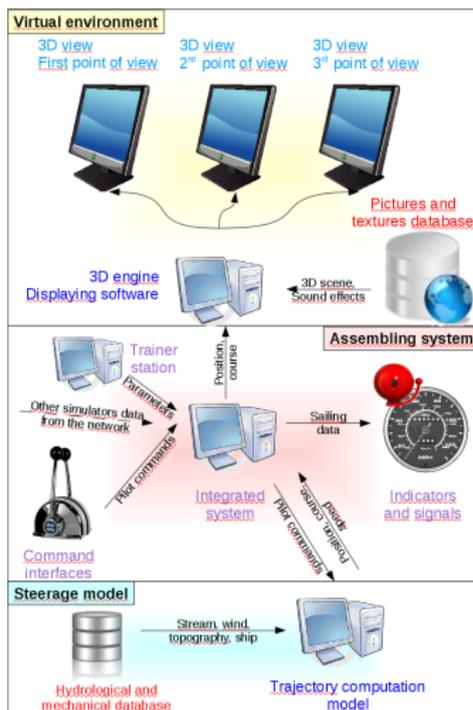 Virtual environment
3D view
First point of view
3D view
2rd point of view
3D view
3rd point of view
Pictures and
textures database
3D engine
Displaying software
3D scene,
Sound effects
Assembling system
Position,
course
Trainer
station
Parameters
Other simulators data
from the network
Pilot commands
Sailing
data
Integrated
system
Indicators
and signals
Command
interfaces
Pilot commands
Position, course
speed
Steerage model
Stream, wind,
topography, ship
Hydrological and
mechanical database
Trajectory computation
model